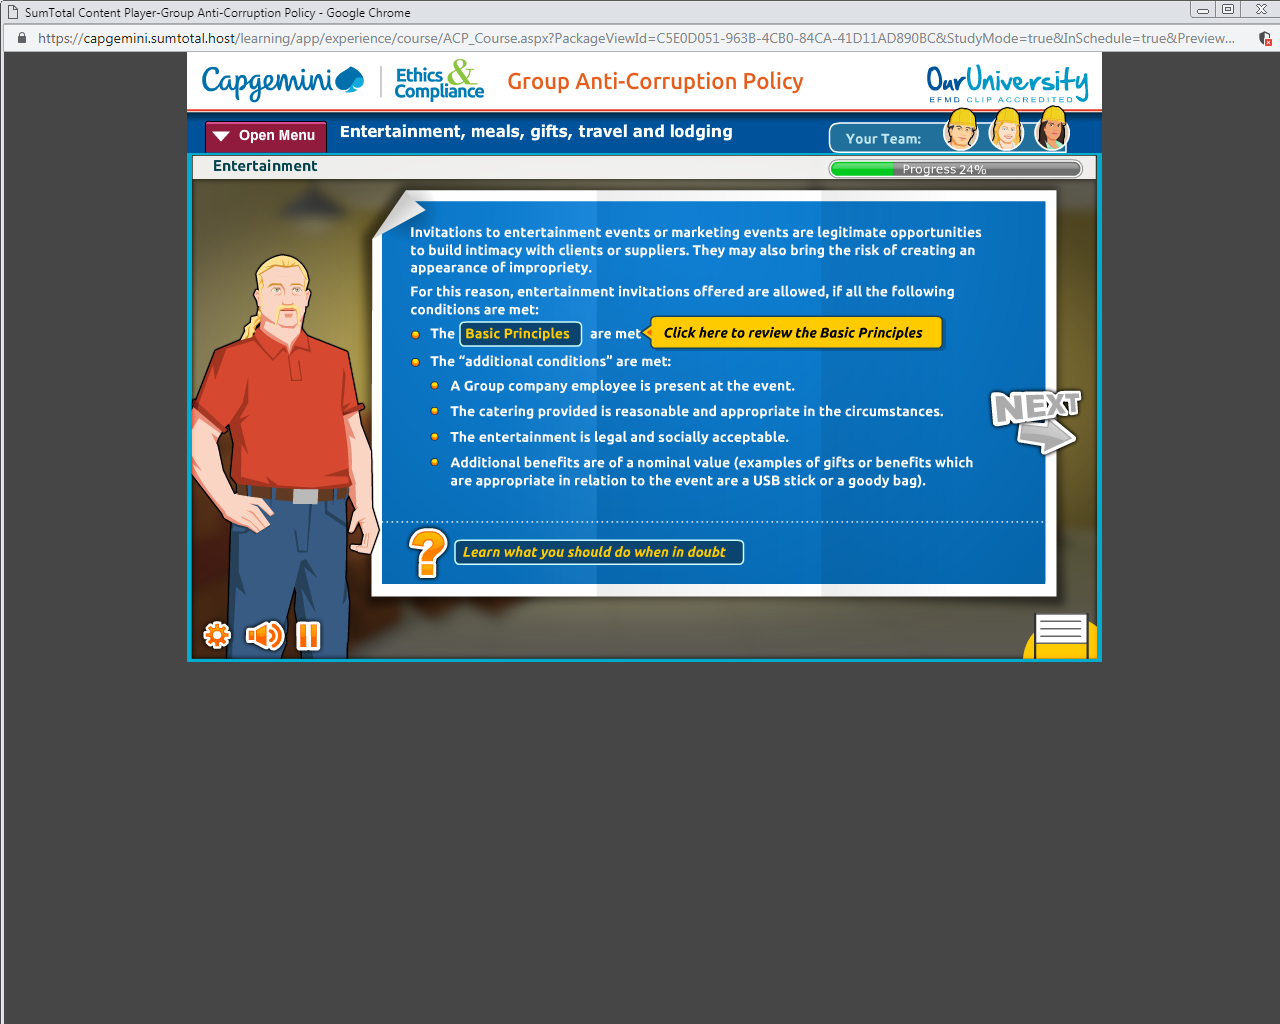 SumTotal Content Player-Group Anti-Corruption Policy - Google Chrome
https://capgemini.sumtotal.host/learning/app/experience/course/ACP_Course.aspx?PackageViewId=C5E0D051-963B-4CB0-84CA-41D11AD890BC&StudyMode=true&InSchedule=true&Preview...
Capgemini
Ethics &
Compliance
Group Anti-Corruption Policy
OurUniversity
EFMD CLIP ACCREDITED
Open Menu
Entertainment, meals, gifts, travel and lodging
Your Team:
Entertainment
Progress 24%
Invitations to entertainment events or marketing events are legitimate opportunities
to build intimacy with clients or suppliers. They may also bring the risk of creating an
appearance of impropriety.
For this reason, entertainment invitations offered are allowed, if all the following
conditions are met:
The Basic Principles are met
Click here to review the Basic Principles
The “additional conditions” are met:
A Group company employee is present at the event.
The catering provided is reasonable and appropriate in the circumstances.
The entertainment is legal and socially acceptable.
Additional benefits are of a nominal value (examples of gifts or benefits which
are appropriate in relation to the event are a USB stick or a goody bag).
NEXT
?
Learn what you should do when in doubt